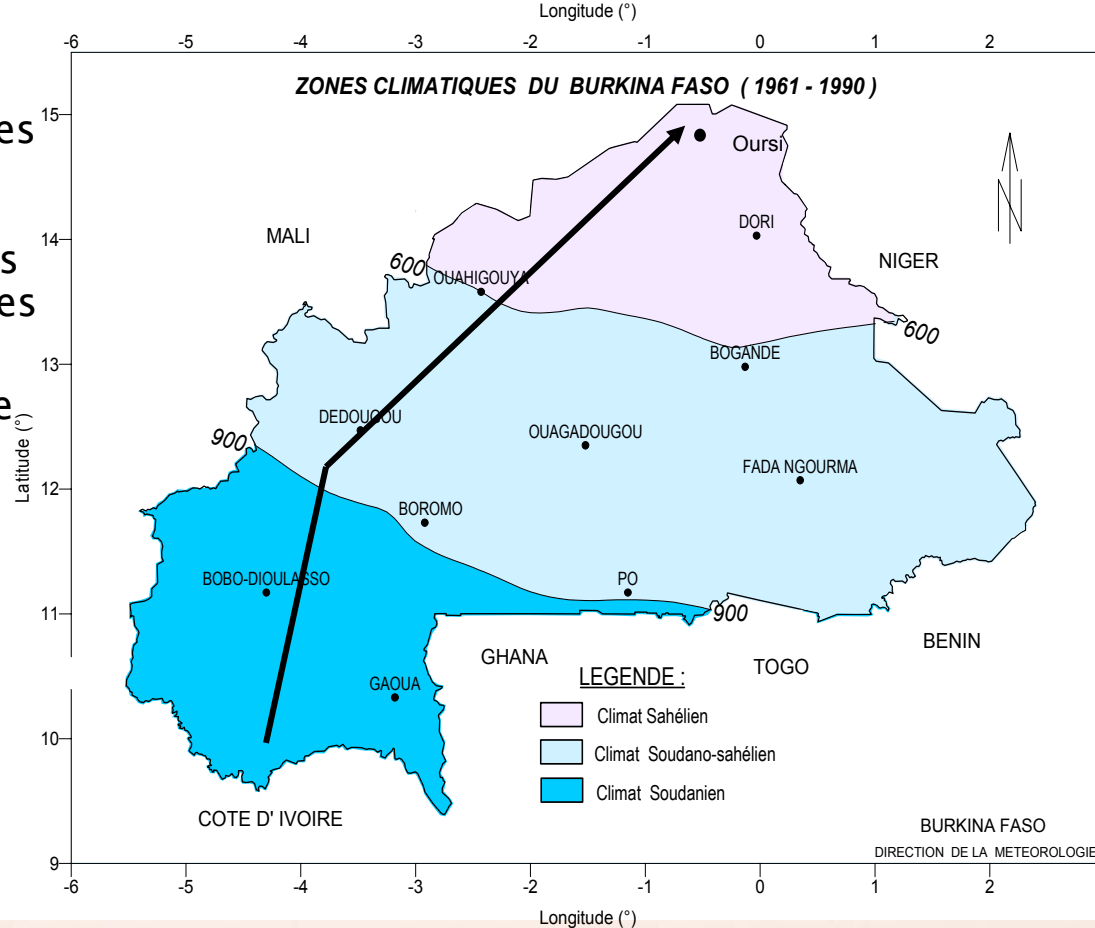 Longitude (°)
-6 -5 -4 -3 -2 -1 0 1 2
ZONES CLIMATIQUES DU BURKINA FASO ( 1961 - 1990 )
15
es
Oursi
N
DORI
MALI
14
NIGER
s
600
OUAHIGOUYA
es
600
13
BOGANDE
e
DEDOUGOU
900
OUAGADOUGOU
Latitude (°)
FADA NGOURMA
12
BOROMO
BOBO-DIOULASSO
PO
11
900
BENIN
GHANA
TOGO
LEGENDE :
GAOUA
Climat Sahélien
10
Climat Soudano-sahélien
Climat Soudanien
COTE D' IVOIRE
BURKINA FASO
DIRECTION DE LA METEOROLOGIE
9
-6 -5 -4 -3 -2 -1 0 1 2
Longitude (°)